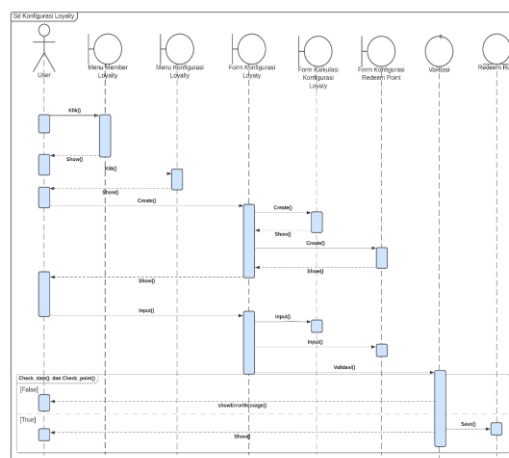 Sd Konfigurasi Loyalty
User
Menu Member
Loyalty
Menu Konfigurasi
Loyalty
Form Konfigurasi
Loyalty
Form Kalkulasi
Konfigurasi
Loyalty
Form Konfigurasi
Redeem Point
Validasi
Redeem
Klik()
Show()
Klik()
Show()
Create()
Create()
Show()
Create()
Show()
Show()
Input()
Input()
Input()
Validasi()
Check_date() dan Check_point()
[False]
showErrorMessage()
[True]
Save()
Show()